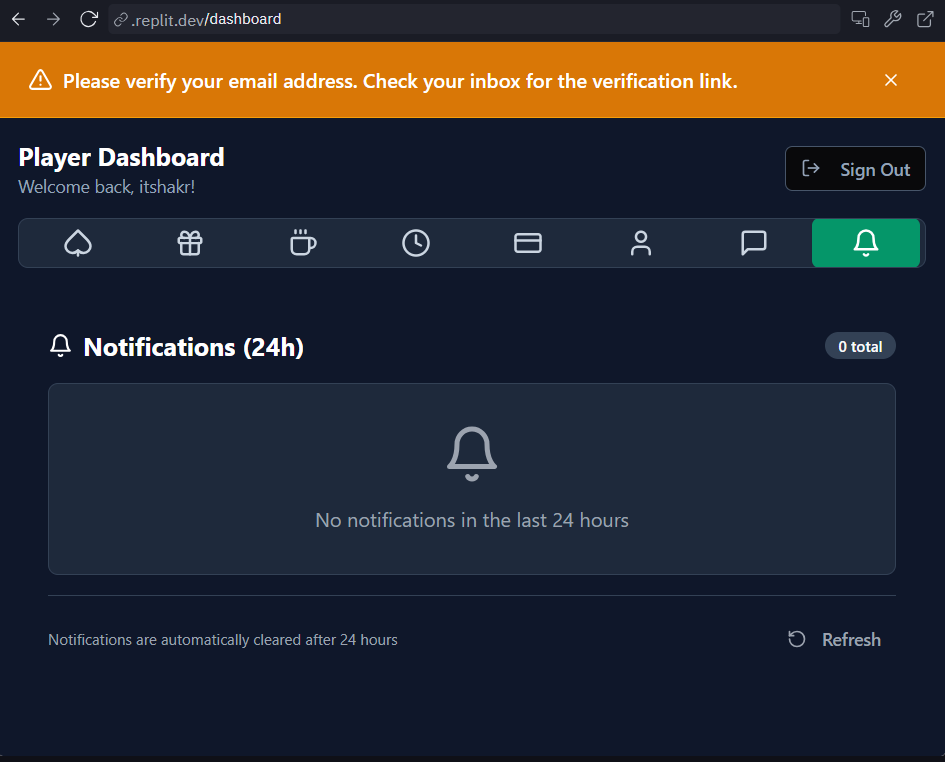 .replit.dev/dashboard
Please verify your email address. Check your inbox for the verification link.
Player Dashboard
Welcome back, itshakr!
Sign Out
Notifications (24h)
0 total
No notifications in the last 24 hours
Notifications are automatically cleared after 24 hours
Refresh